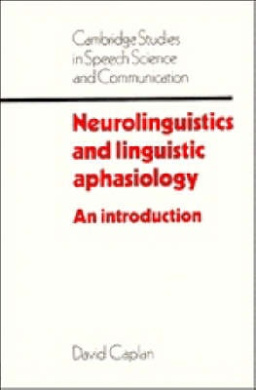 Cambridge Studies
in Speech Science
and Communication
Neurolinguistics
and linguistic
aphasiology
An introduction
David Caplan